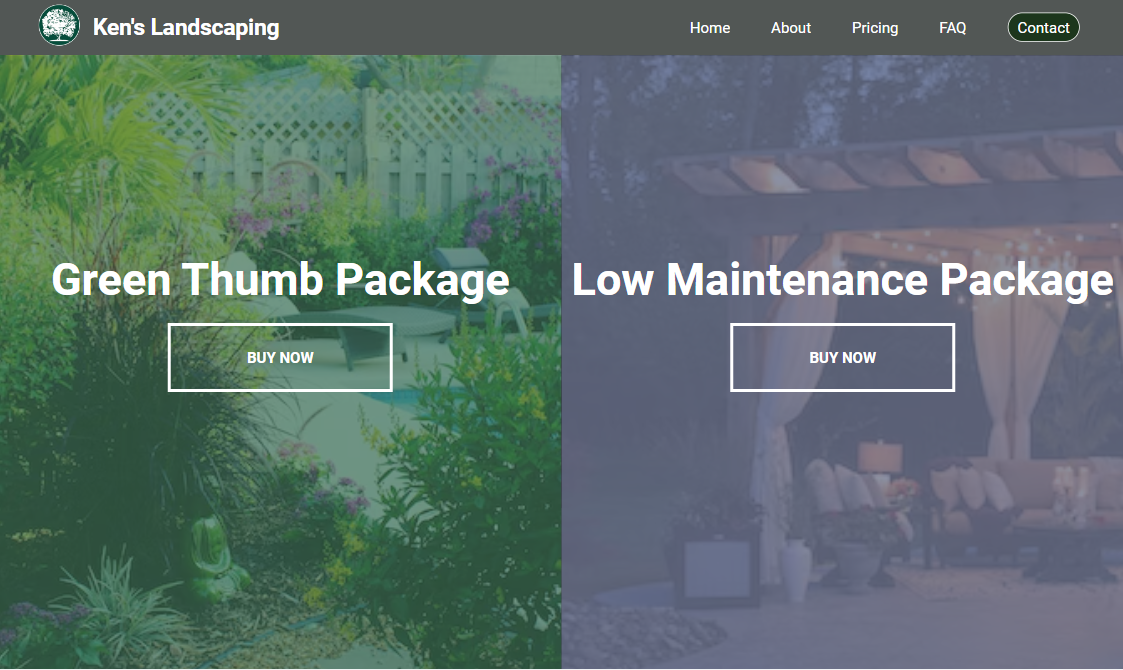 Ken's Landscaping
Home About Pricing FAQ Contact
Green Thumb Package
BUY NOW
Low Maintenance Package
BUY NOW